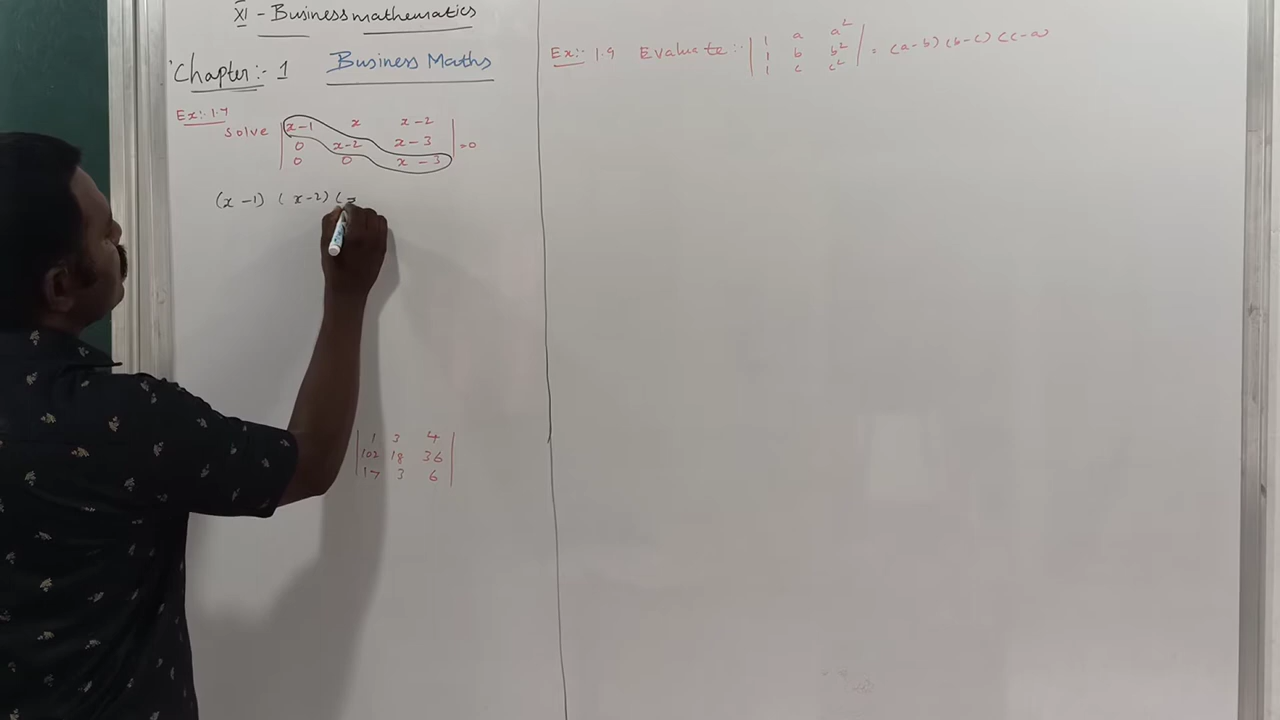 XI - Business mathematics
Chapter:- 1 Business Maths
Ex:- 1.7
Solve | x-1 x x-2 |
| 0 x-2 x-3 | =0
| 0 0 x-3 |
(x-1) (x-2) (x
| 1 3 4 |
| 102 18 36 |
| 17 3 6 |
Ex:- 1.9 Evaluate:- | 1 a a² |
| 1 b b² | = (a-b) (b-c) (c-a)
| 1 c c² |